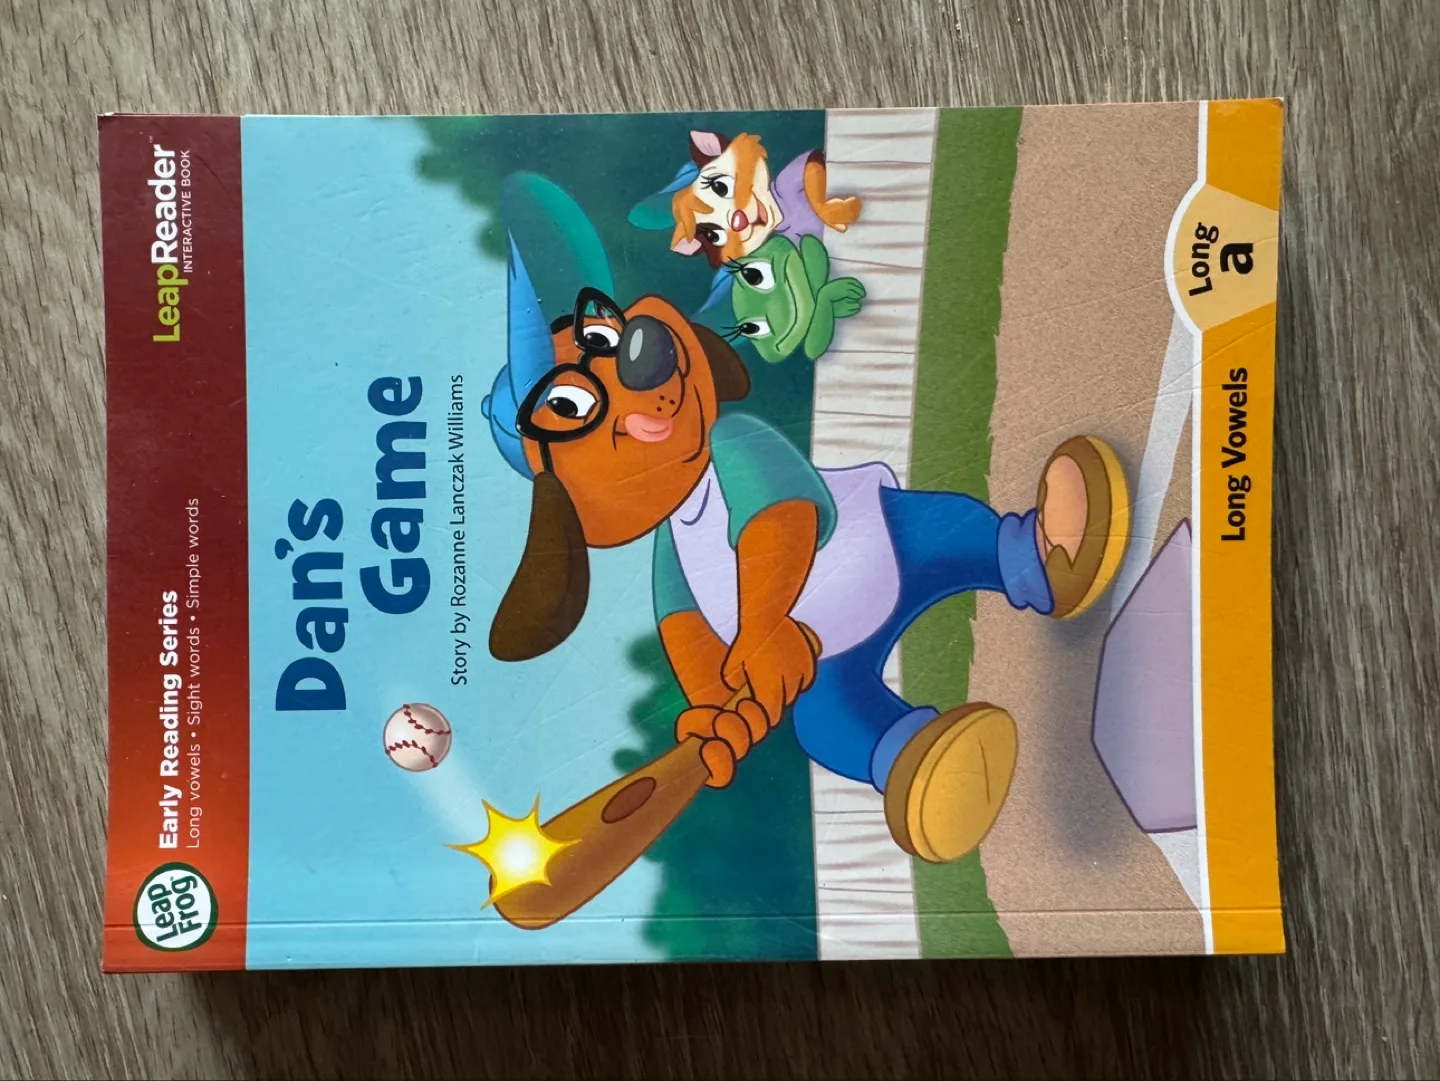 Leap
Frog
Early Reading Series
Long vowels • Sight words • Simple words
LeapReader™
INTERACTIVE BOOK
Dan's
Game
Story by Rozanne Lanczak Williams
Long Vowels
Long
a